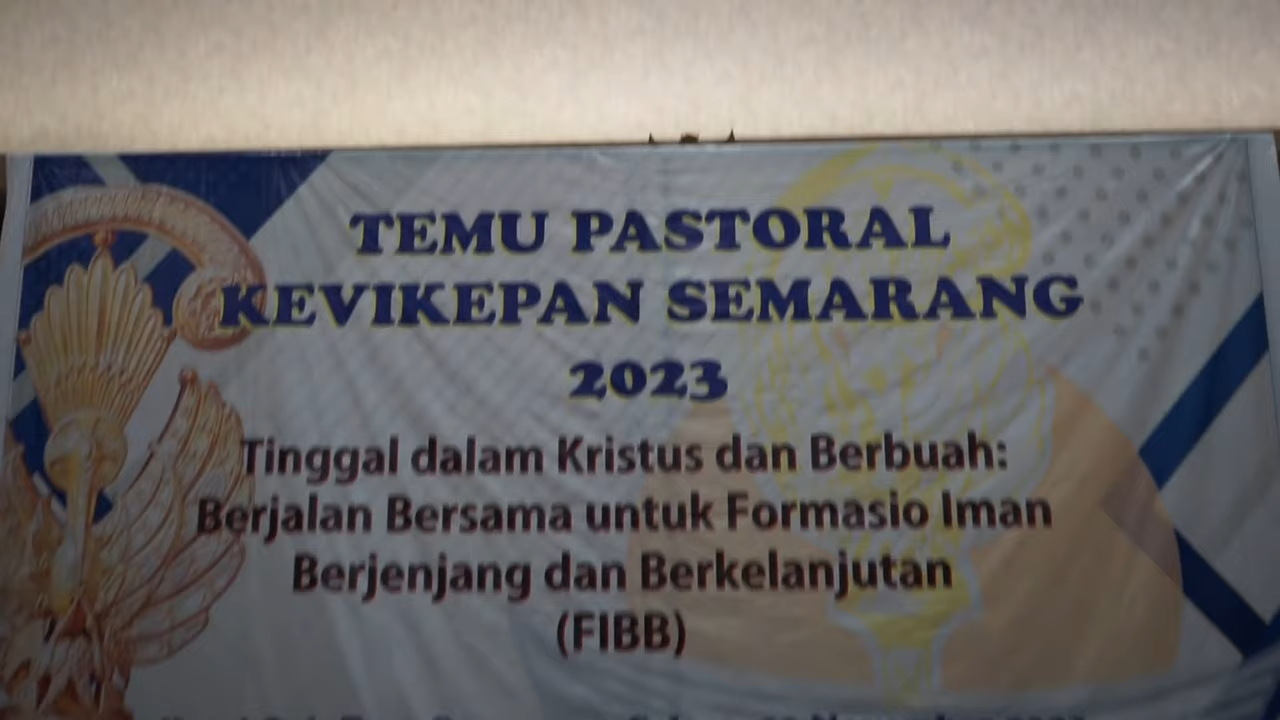 TEMU PASTORAL
KEVIKEPAN SEMARANG
2023
Tinggal dalam Kristus dan Berbuah:
Berjalan Bersama untuk Formasio Iman
Berjenjang dan Berkelanjutan
(FIBB)